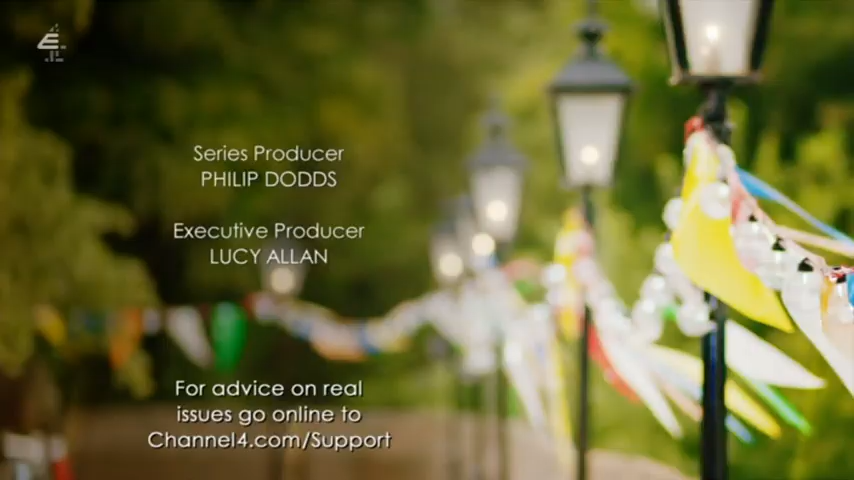 E4
Series Producer
PHILIP DODDS
Executive Producer
LUCY ALLAN
For advice on real
issues go online to
Channel4.com/Support